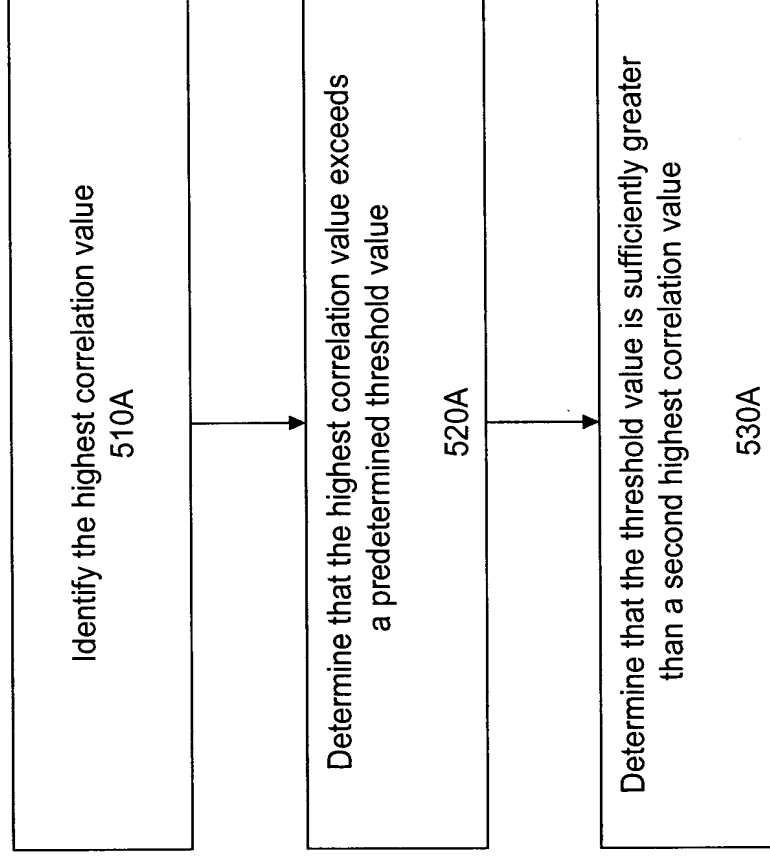 Identify the highest correlation value
510A
Determine that the highest correlation value exceeds
a predetermined threshold value
520A
Determine that the threshold value is sufficiently greater
than a second highest correlation value
530A